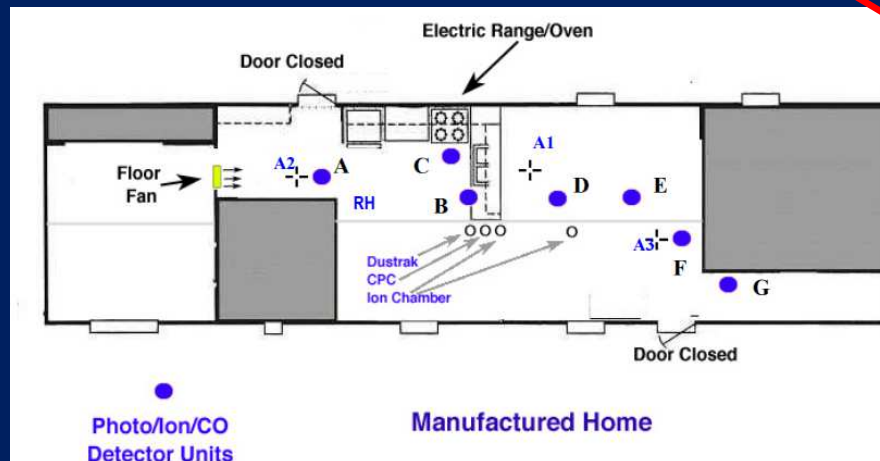 Electric Range/Oven
Door Closed
A1
A2
A
C
Floor
Fan
D
E
RH
B
A3
F
Dustrak
CPC
Ion Chamber
G
Door Closed
Photo/Ion/CO
Detector Units
Manufactured Home